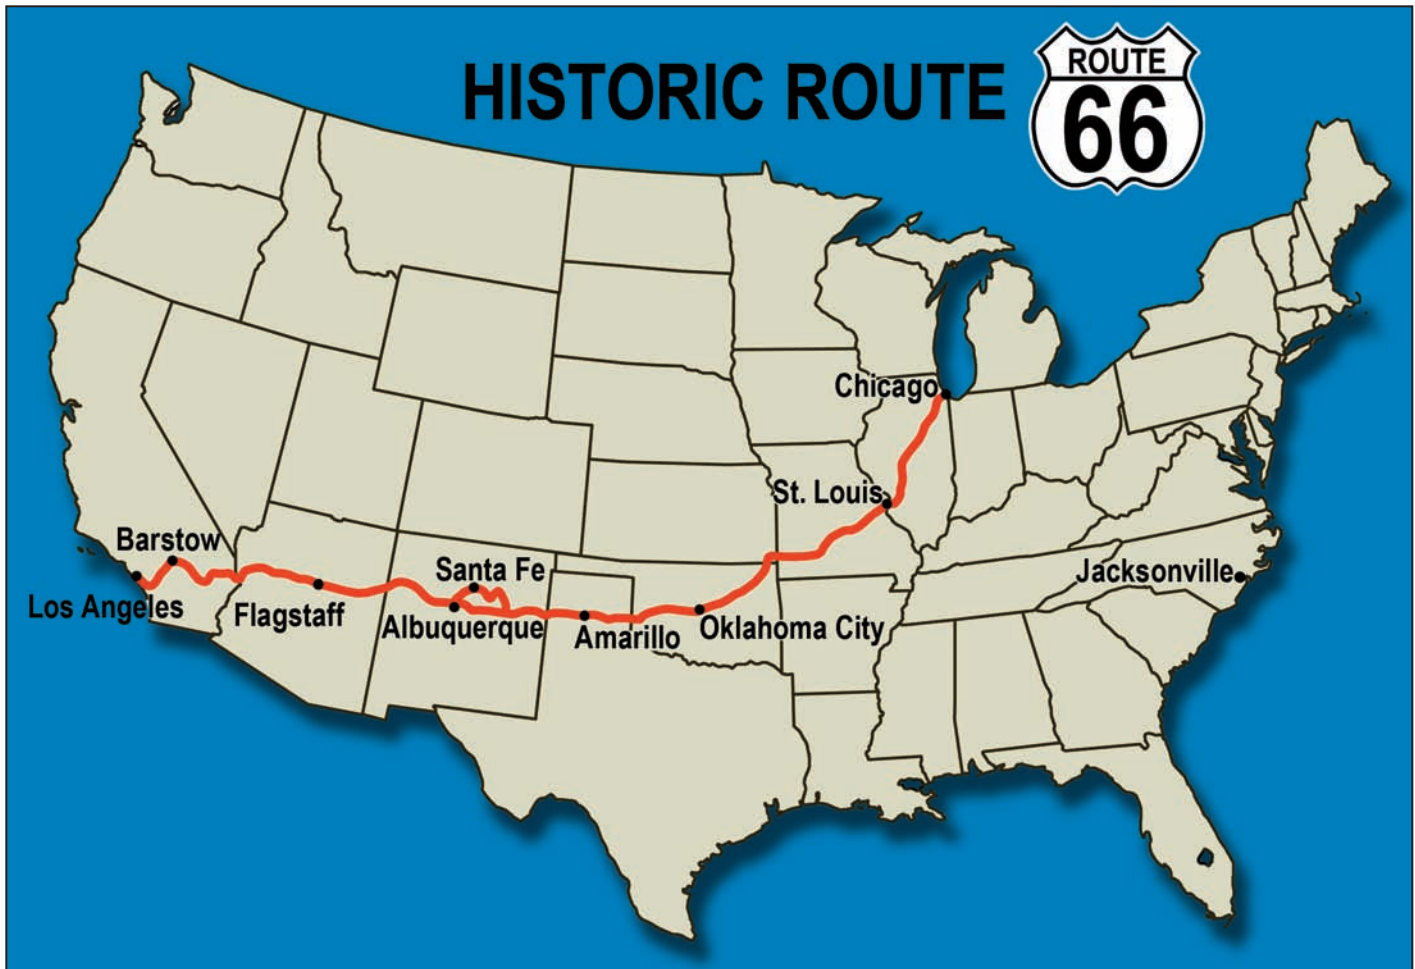 HISTORIC ROUTE
ROUTE
66
Chicago
St. Louis
Barstow
Santa Fe
Jacksonville
Los Angeles
Flagstaff
Albuquerque
Amarillo
Oklahoma City